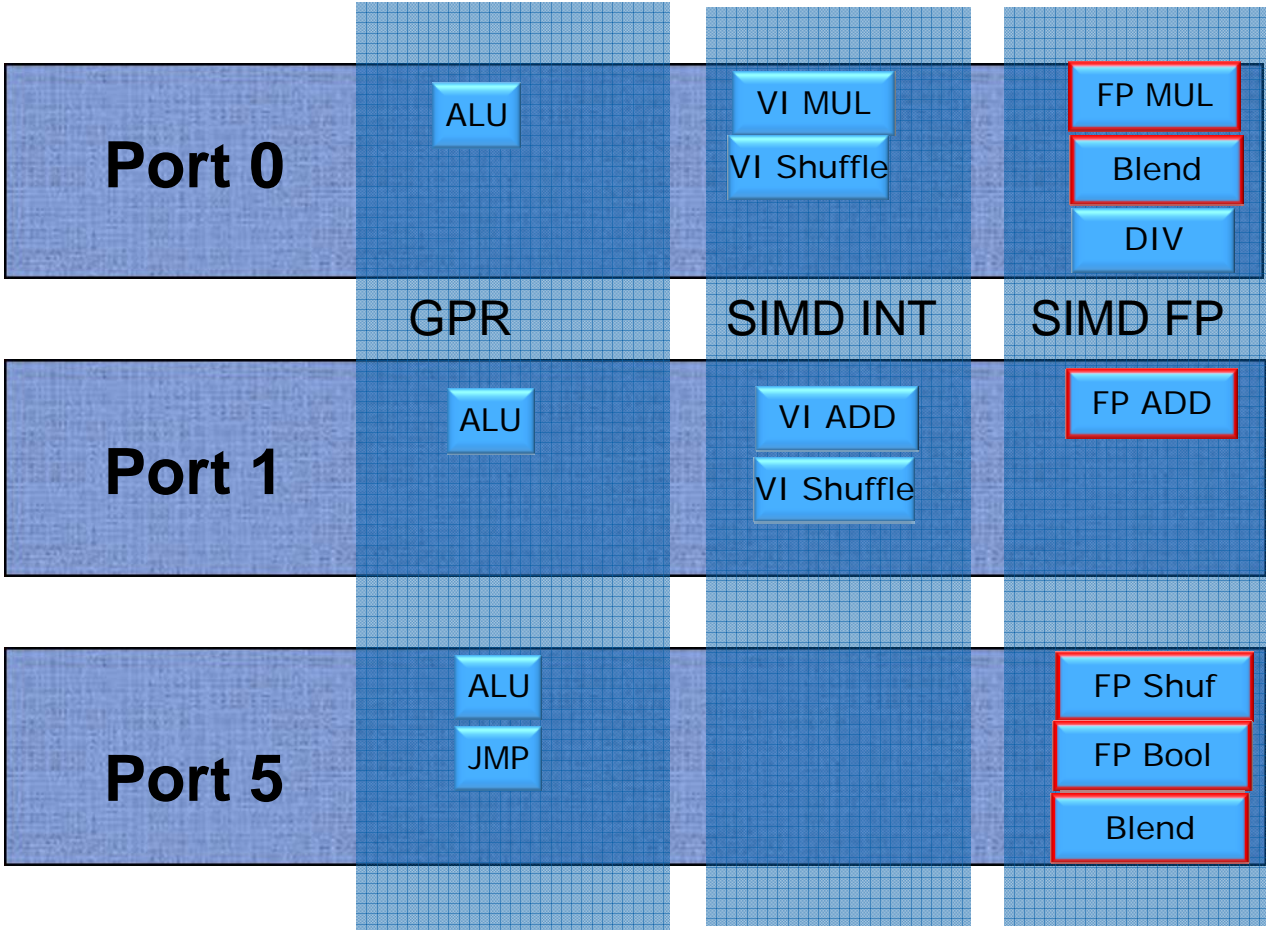 Port 0
ALU
VI MUL
VI Shuffle
FP MUL
Blend
DIV
GPR
SIMD INT
SIMD FP
Port 1
ALU
VI ADD
VI Shuffle
FP ADD
Port 5
ALU
JMP
FP Shuf
FP Bool
Blend